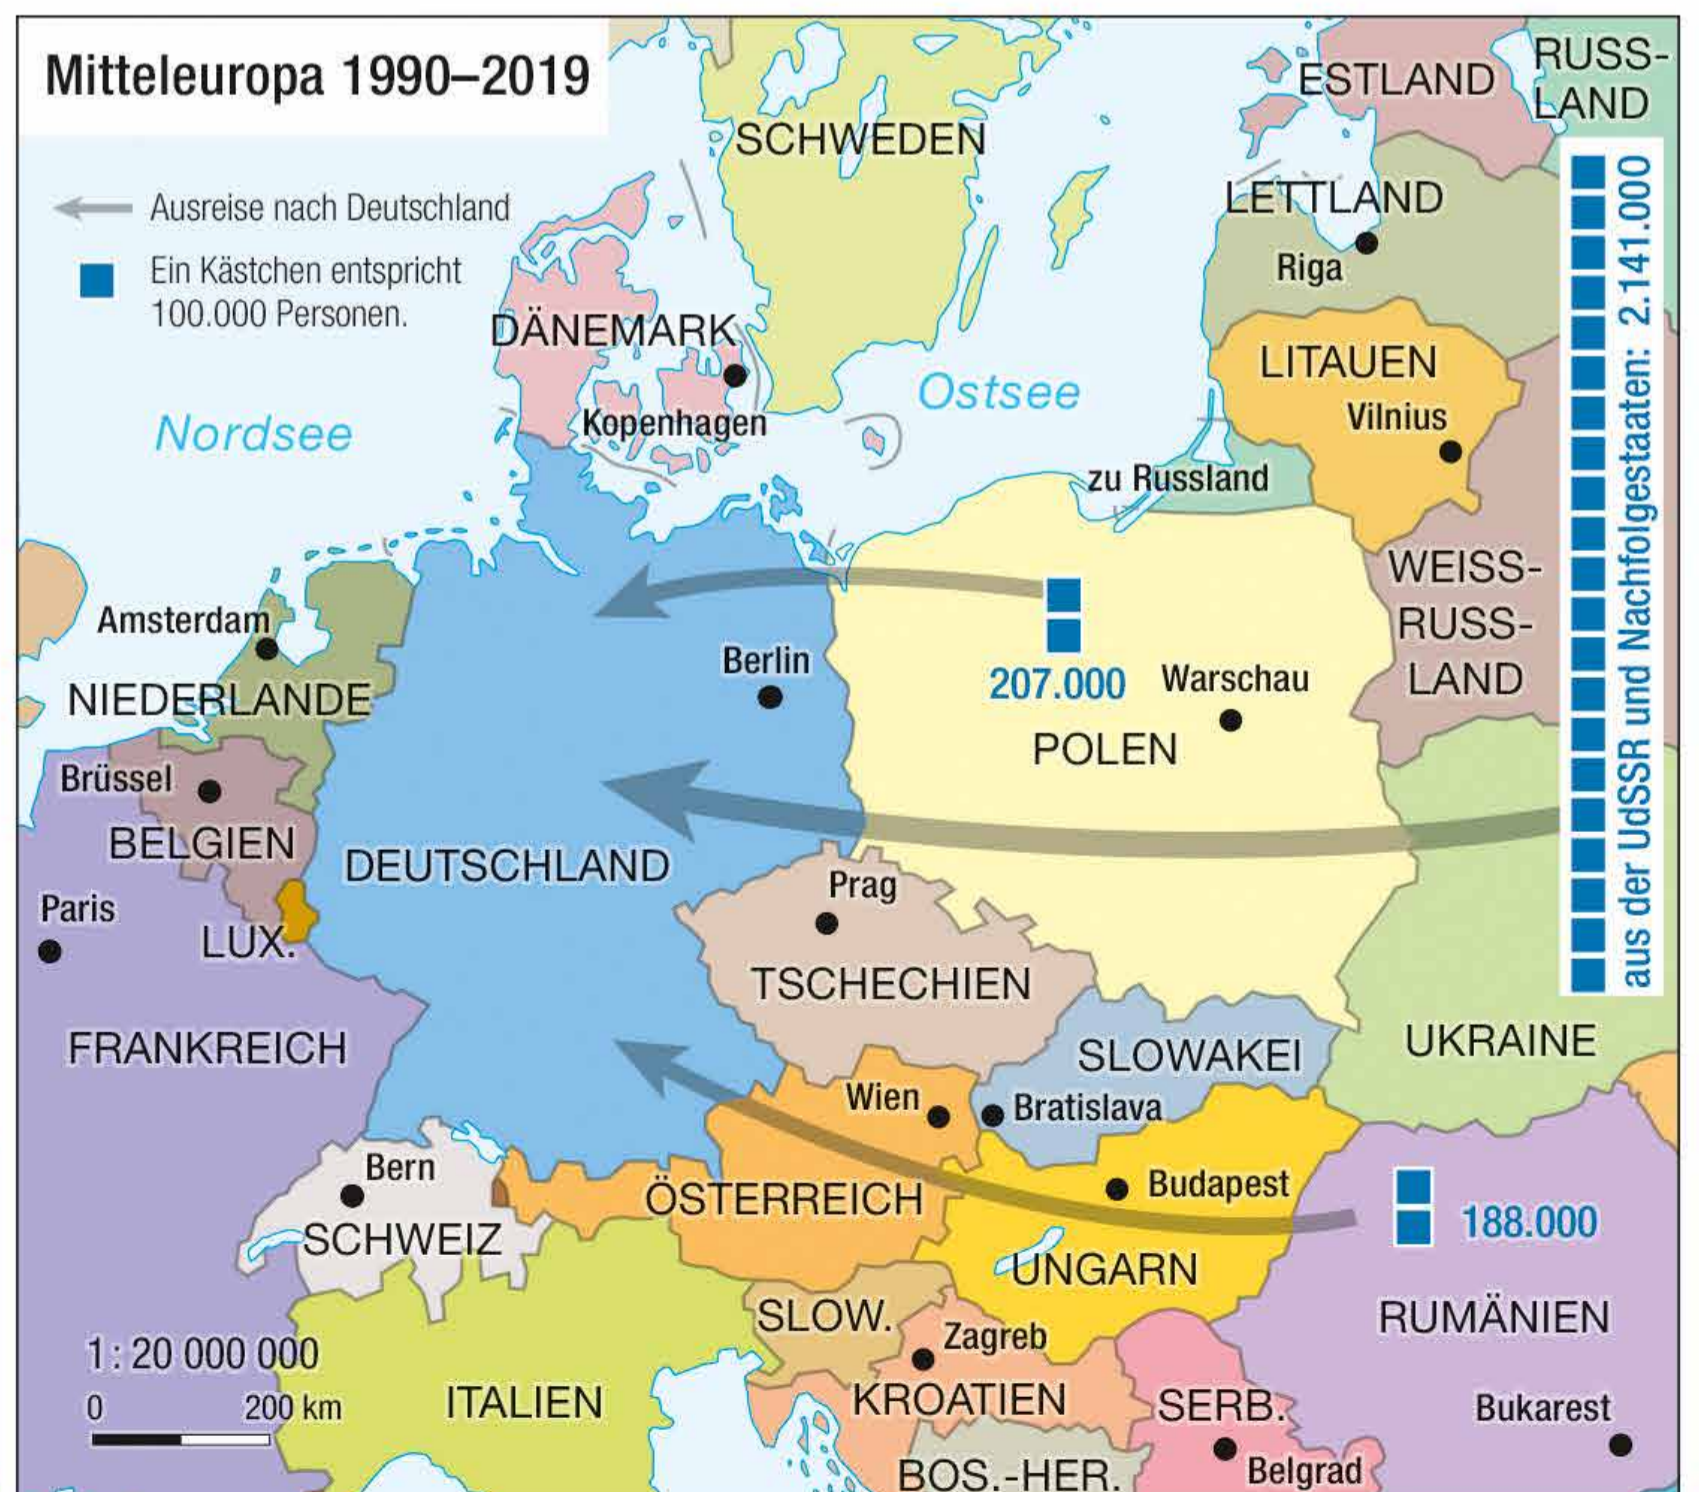 Mitteleuropa 1990–2019
Ausreise nach Deutschland
Ein Kästchen entspricht
100.000 Personen.
SCHWEDEN
ESTLAND
RUSS-
LAND
LETTLAND
Riga
DÄNEMARK
Kopenhagen
Nordsee
Ostsee
LITAUEN
Vilnius
zu Russland
WEISS-
RUSS-
LAND
aus der UdSSR und Nachfolgestaaten: 2.141.000
Amsterdam
NIEDERLANDE
Berlin
207.000
Warschau
POLEN
Brüssel
BELGIEN
DEUTSCHLAND
Paris
LUX.
Prag
TSCHECHIEN
FRANKREICH
SLOWAKEI
UKRAINE
Wien
Bratislava
Bern
SCHWEIZ
ÖSTERREICH
Budapest
UNGARN
188.000
RUMÄNIEN
SLOW.
Zagreb
KROATIEN
ITALIEN
SERB.
Bukarest
BOS.-HER.
Belgrad
1 : 20 000 000
0 200 km